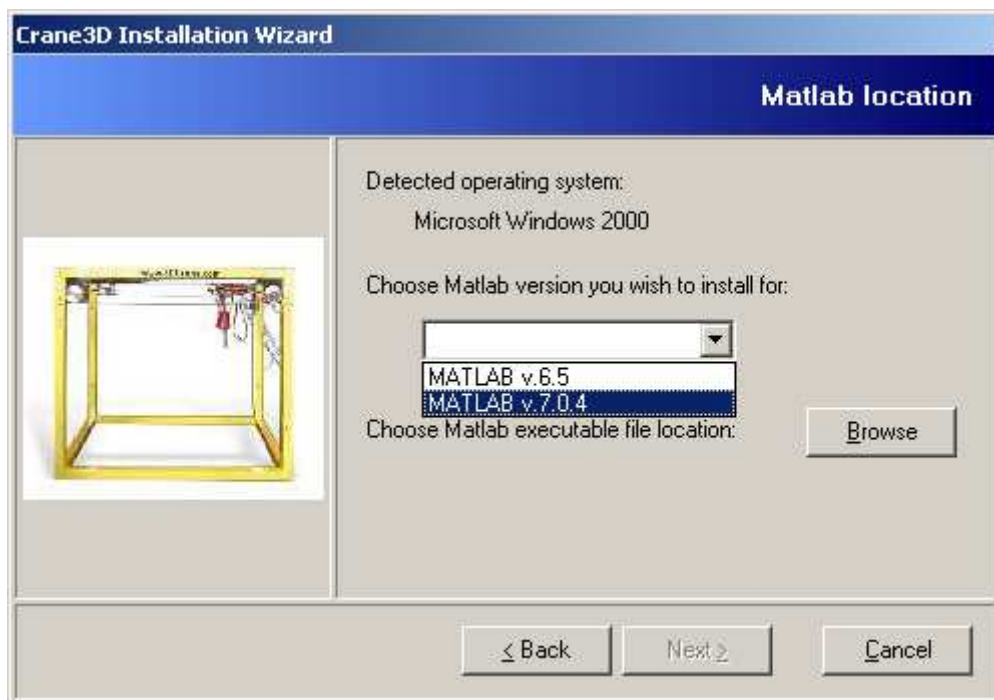 Crane3D Installation Wizard
Matlab location
Detected operating system:
Microsoft Windows 2000
Choose Matlab version you wish to install for:
MATLAB v.6.5
MATLAB v.7.0.4
Choose Matlab executable file location:
Browse
< Back
Next >
Cancel